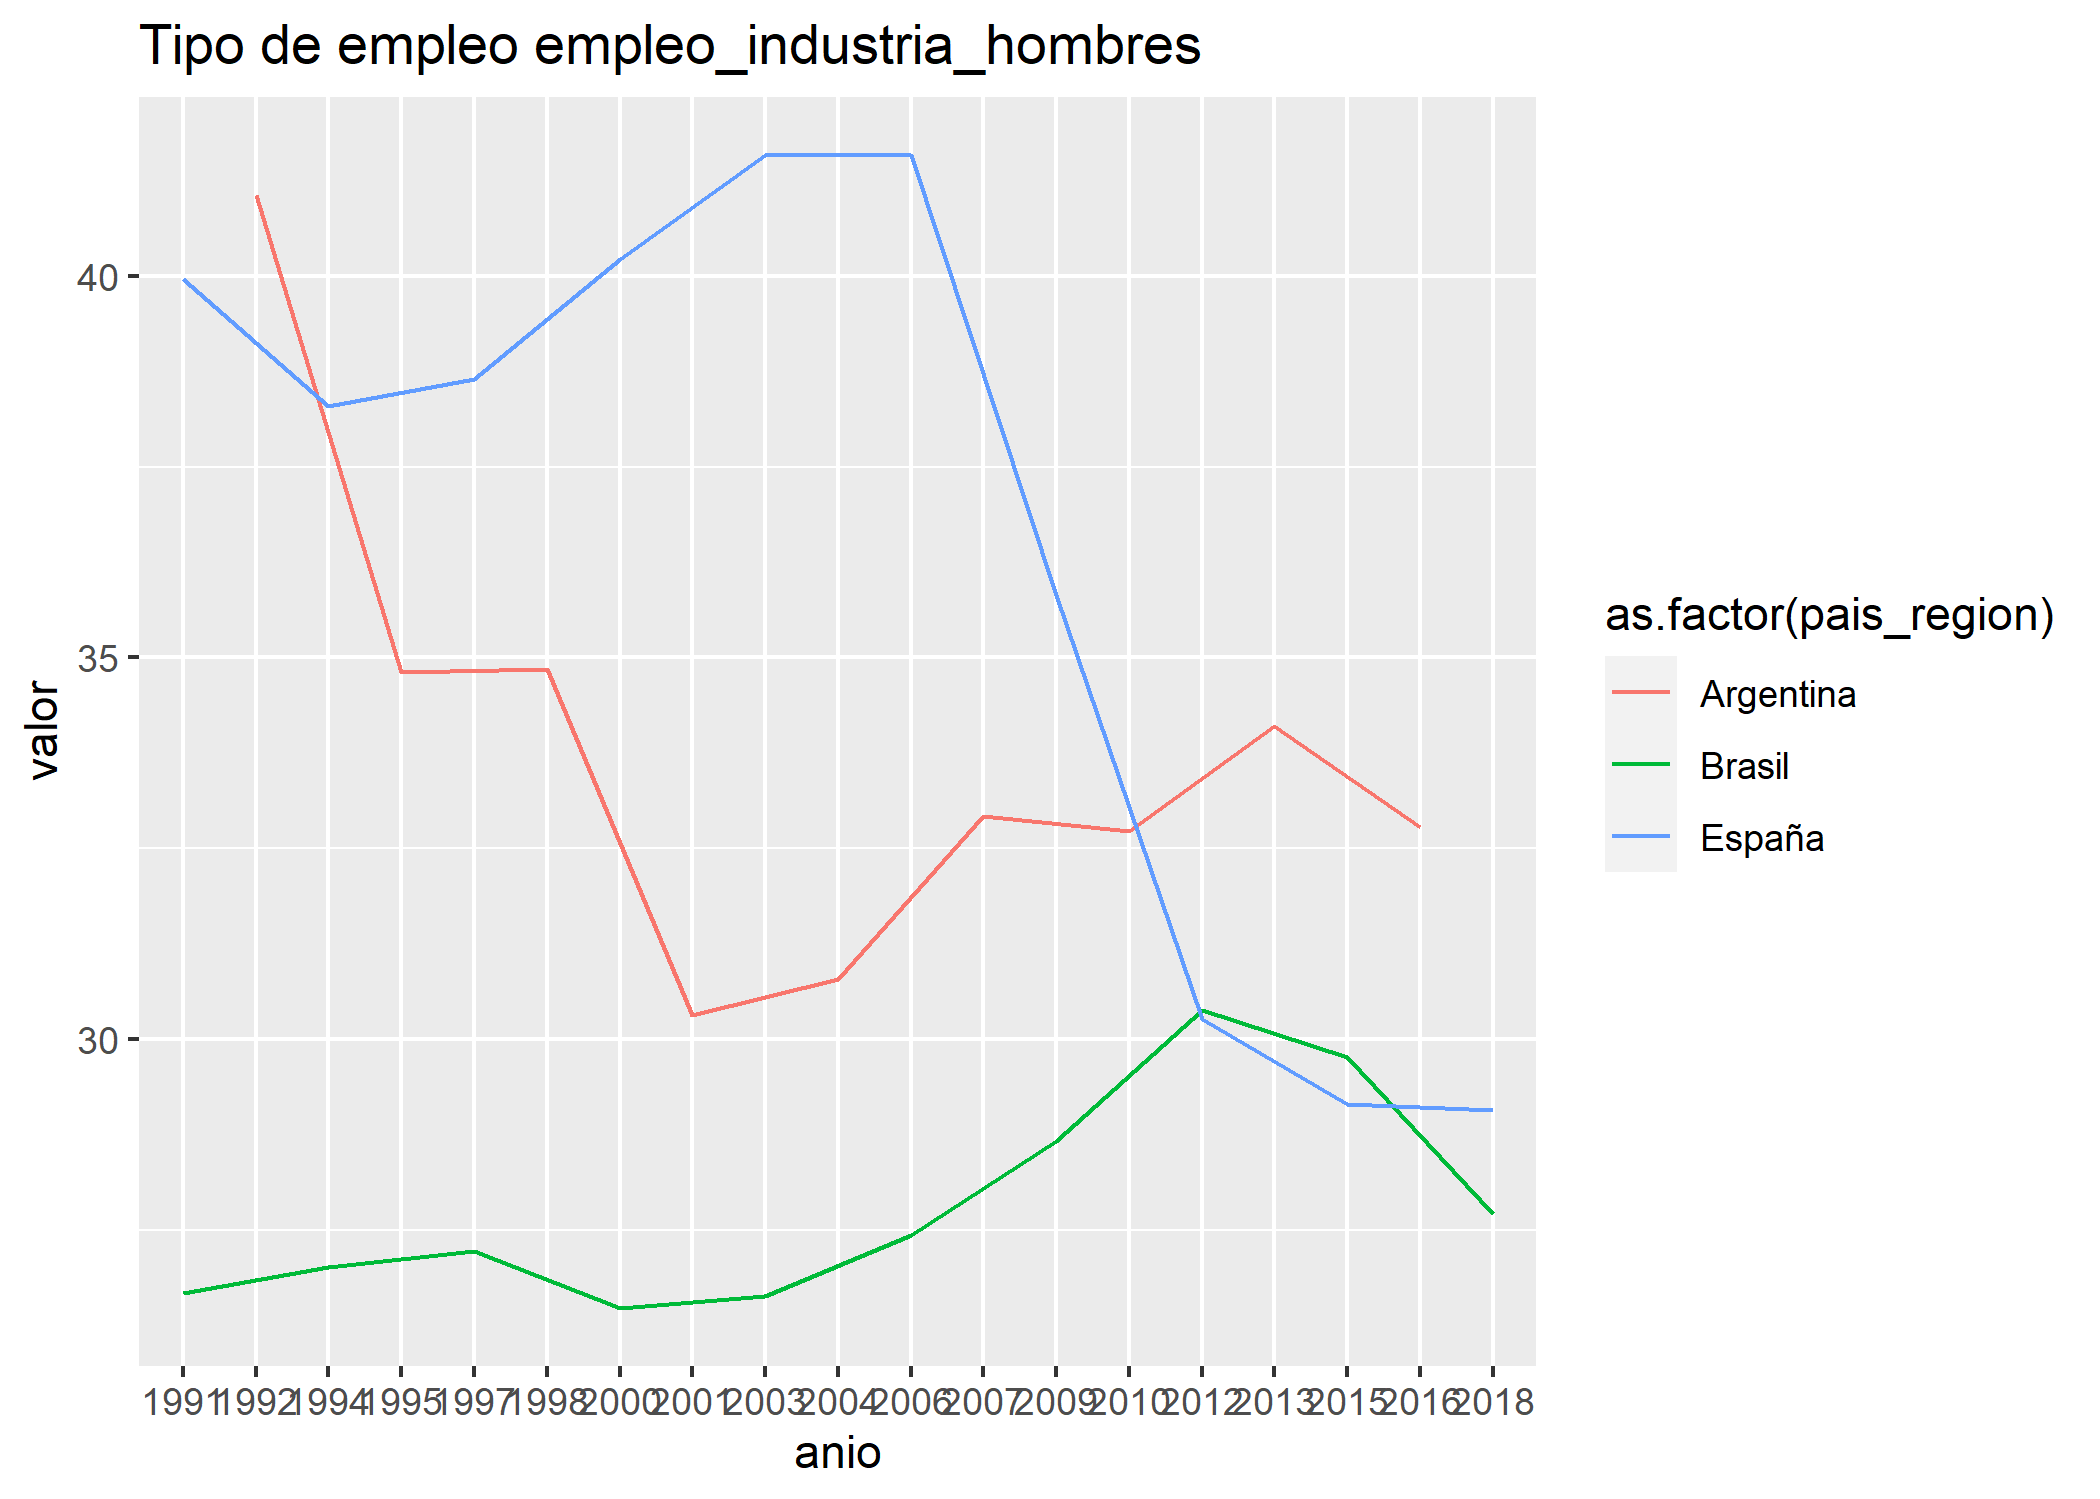 Tipo de empleo empleo_industria_hombres
valor
40
35
30
1991 1992 1994 1995 1997 1998 2000 2001 2003 2004 2006 2007 2009 2010 2012 2013 2015 2016 2018
anio
as.factor(pais_region)
Argentina
Brasil
España